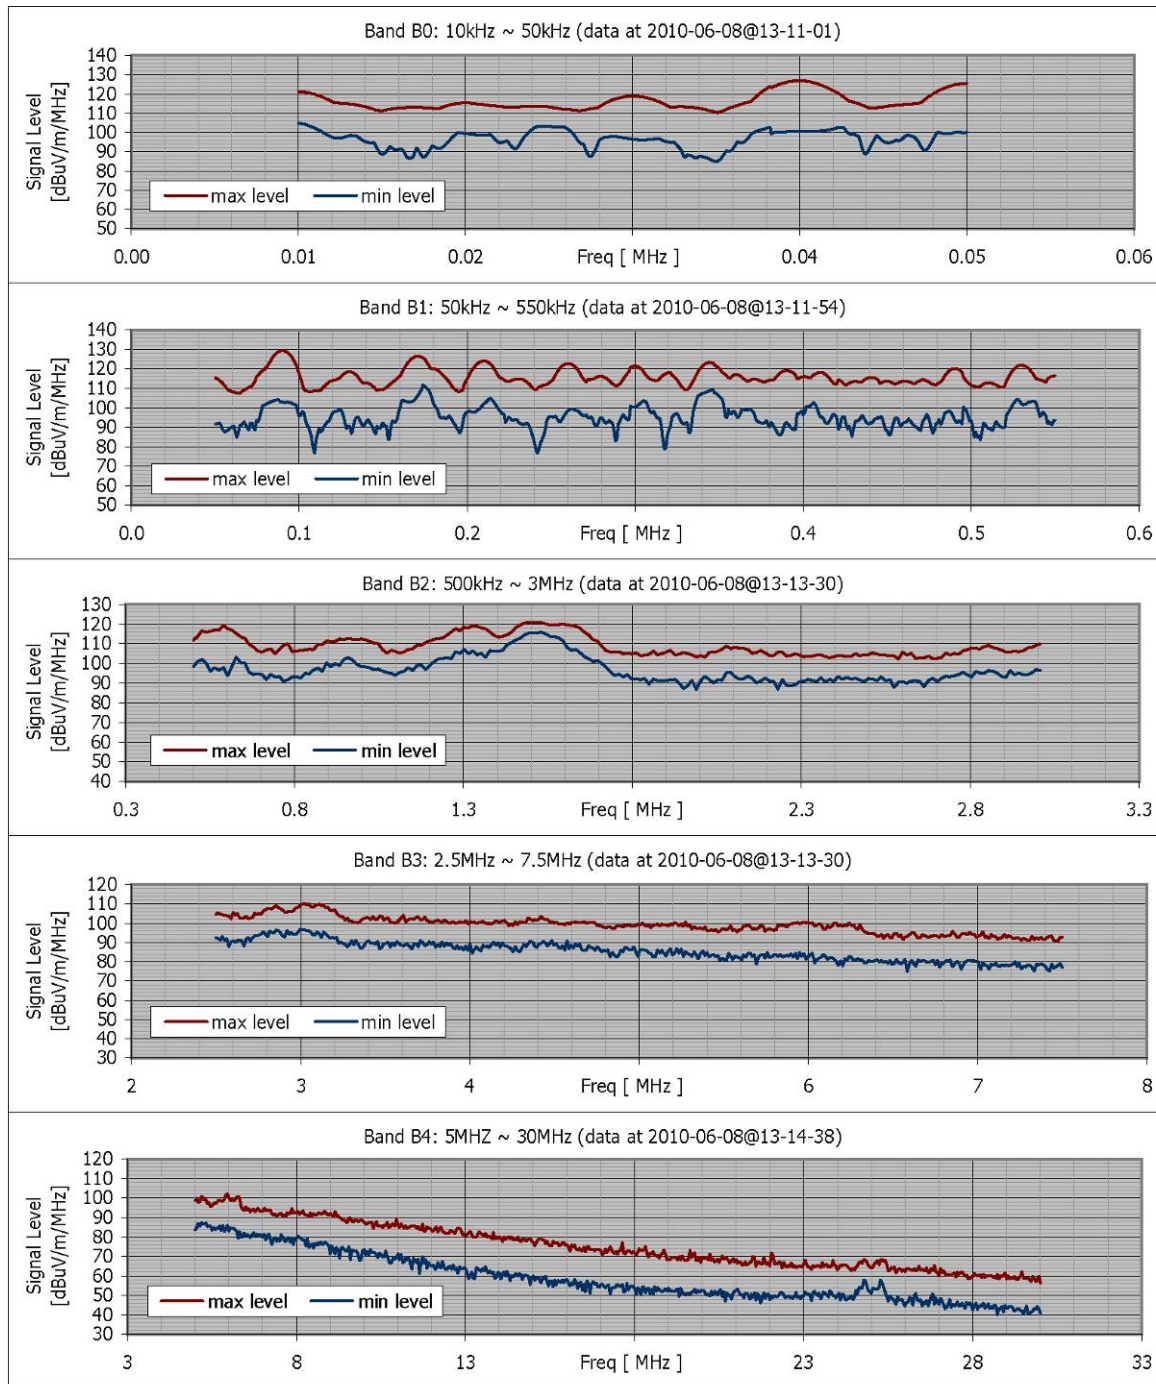 Band B0: 10kHz ~ 50kHz (data at 2010-06-08@13-11-01)
Signal Level
[dBuV/m/MHz]
140
130
120
110
100
90
80
70
60
50
max level min level
0.00 0.01 0.02 Freq [ MHz ] 0.04 0.05 0.06
Band B1: 50kHz ~ 550kHz (data at 2010-06-08@13-11-54)
Signal Level
[dBuV/m/MHz]
140
130
120
110
100
90
80
70
60
50
max level min level
0.0 0.1 0.2 Freq [ MHz ] 0.4 0.5 0.6
Band B2: 500kHz ~ 3MHz (data at 2010-06-08@13-13-30)
Signal Level
[dBuV/m/MHz]
130
120
110
100
90
80
70
60
50
40
max level min level
0.3 0.8 1.3 Freq [ MHz ] 2.3 2.8 3.3
Band B3: 2.5MHz ~ 7.5MHz (data at 2010-06-08@13-13-30)
Signal Level
[dBuV/m/MHz]
120
110
100
90
80
70
60
50
40
30
max level min level
2 3 4 Freq [ MHz ] 6 7 8
Band B4: 5MHZ ~ 30MHz (data at 2010-06-08@13-14-38)
Signal Level
[dBuV/m/MHz]
120
110
100
90
80
70
60
50
40
30
max level min level
3 8 13 Freq [ MHz ] 23 28 33